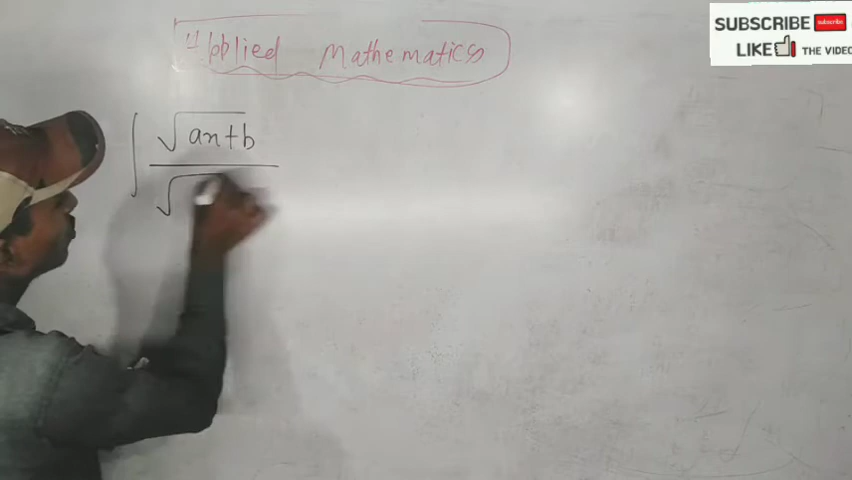 SUBSCRIBE subscribe
LIKE THE VIDEO
Applied Mathematics
∫ √ax+b
√